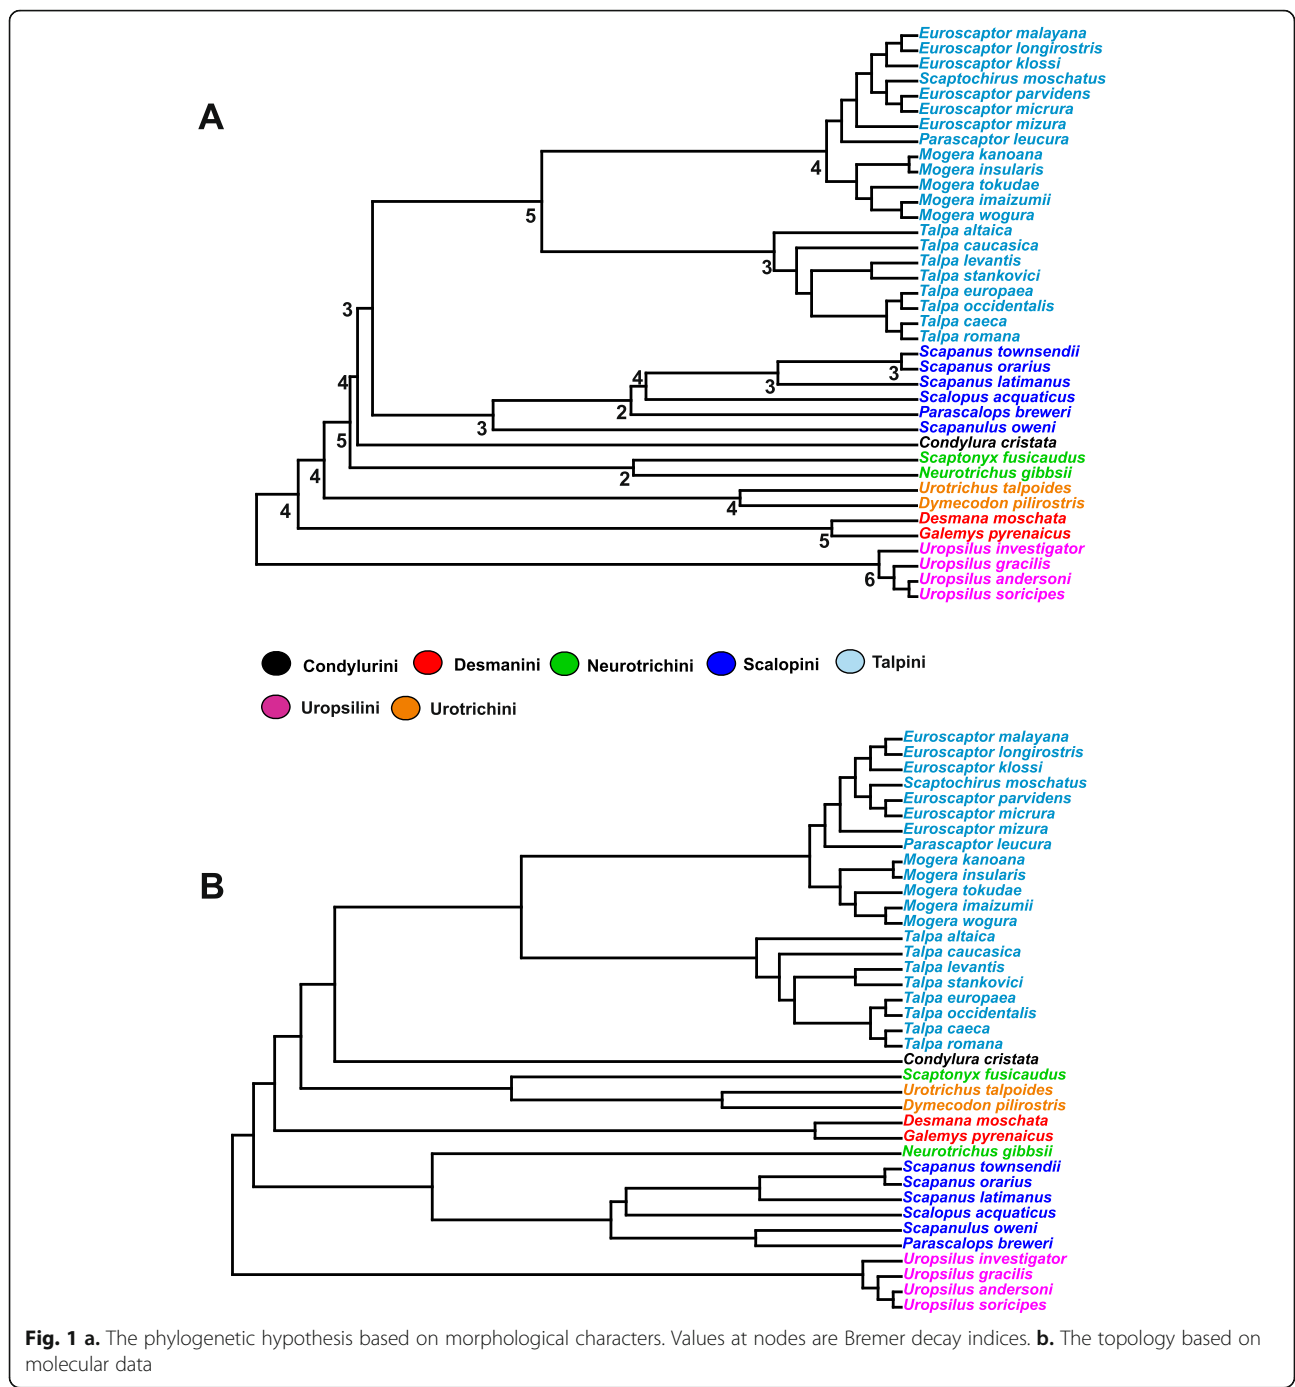 A
Euroscaptor malayana
Euroscaptor longirostris
Euroscaptor klossi
Scaptochirus moschatus
Euroscaptor parvidens
Euroscaptor micrura
Euroscaptor mizura
Parascaptor leucura
Mogera kanoana
Mogera insularis
Mogera tokudae
Mogera imaizumii
Mogera wogura
Talpa altaica
Talpa caucasica
Talpa levantis
Talpa stankovici
Talpa europaea
Talpa occidentalis
Talpa caeca
Talpa romana
Scapanus townsendii
Scapanus orarius
Scapanus latimanus
Scalopus acquaticus
Parascalops breweri
Scapanulus oweni
Condylura cristata
Scaptonyx fusicaudus
Neurotrichus gibbsii
Urotrichus talpoides
Dymecodon pilirostris
Desmana moschata
Galemys pyrenaicus
Uropsilus investigator
Uropsilus gracilis
Uropsilus andersoni
Uropsilus soricipes
4
5
3
3
4
3
4
3
2
3
5
4
2
4
4
5
6
Condylurini
Desmanini
Neurotrichini
Scalopini
Talpini
Uropsilini
Urotrichini
B
Euroscaptor malayana
Euroscaptor longirostris
Euroscaptor klossi
Scaptochirus moschatus
Euroscaptor parvidens
Euroscaptor micrura
Euroscaptor mizura
Parascaptor leucura
Mogera kanoana
Mogera insularis
Mogera tokudae
Mogera imaizumii
Mogera wogura
Talpa altaica
Talpa caucasica
Talpa levantis
Talpa stankovici
Talpa europaea
Talpa occidentalis
Talpa caeca
Talpa romana
Condylura cristata
Scaptonyx fusicaudus
Urotrichus talpoides
Dymecodon pilirostris
Desmana moschata
Galemys pyrenaicus
Neurotrichus gibbsii
Scapanus townsendii
Scapanus orarius
Scapanus latimanus
Scalopus acquaticus
Scapanulus oweni
Parascalops breweri
Uropsilus investigator
Uropsilus gracilis
Uropsilus andersoni
Uropsilus soricipes
Fig. 1 a. The phylogenetic hypothesis based on morphological characters. Values at nodes are Bremer decay indices. b. The topology based on
molecular data